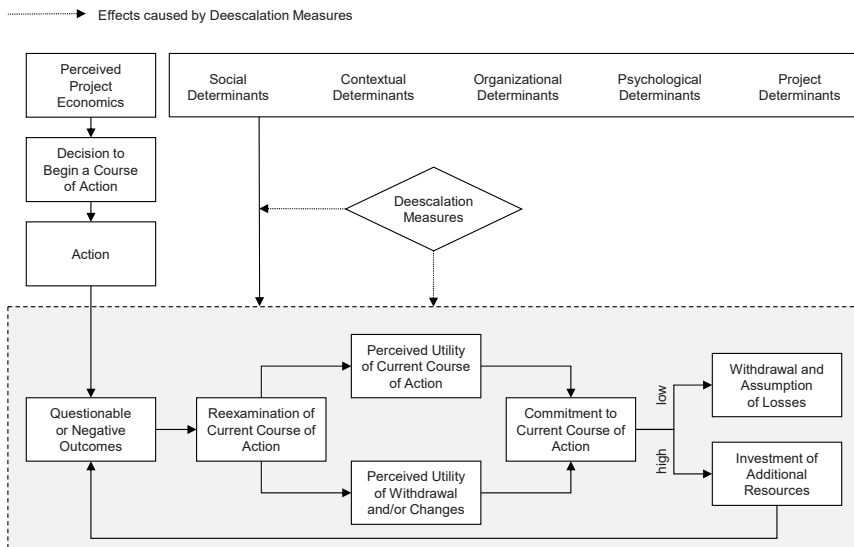 Effects caused by Deescalation Measures
Perceived
Project
Economics
Social
Determinants
Contextual
Determinants
Organizational
Determinants
Psychological
Determinants
Project
Determinants
Decision to
Begin a Course
of Action
Deescalation
Measures
Action
Perceived Utility
of Current Course
of Action
Withdrawal and
Assumption
of Losses
Questionable
or Negative
Outcomes
Reexamination of
Current Course of
Action
Commitment to
Current Course of
Action
low
high
Perceived Utility
of Withdrawal
and/or Changes
Investment of
Additional
Resources